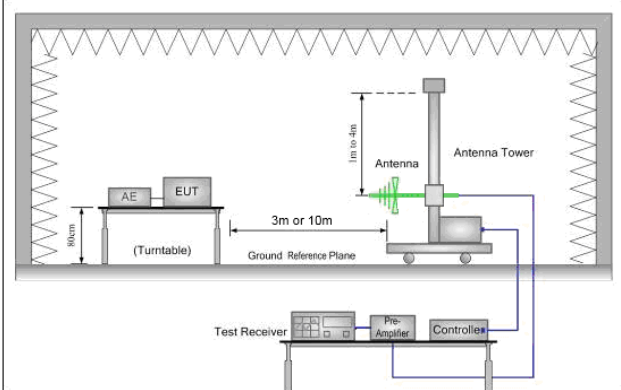 1m to 4m
Antenna
Antenna Tower
AE
EUT
3m or 10m
80cm
(Turntable)
Ground Reference Plane
Test Receiver
Pre-
Amplifier
Controlle